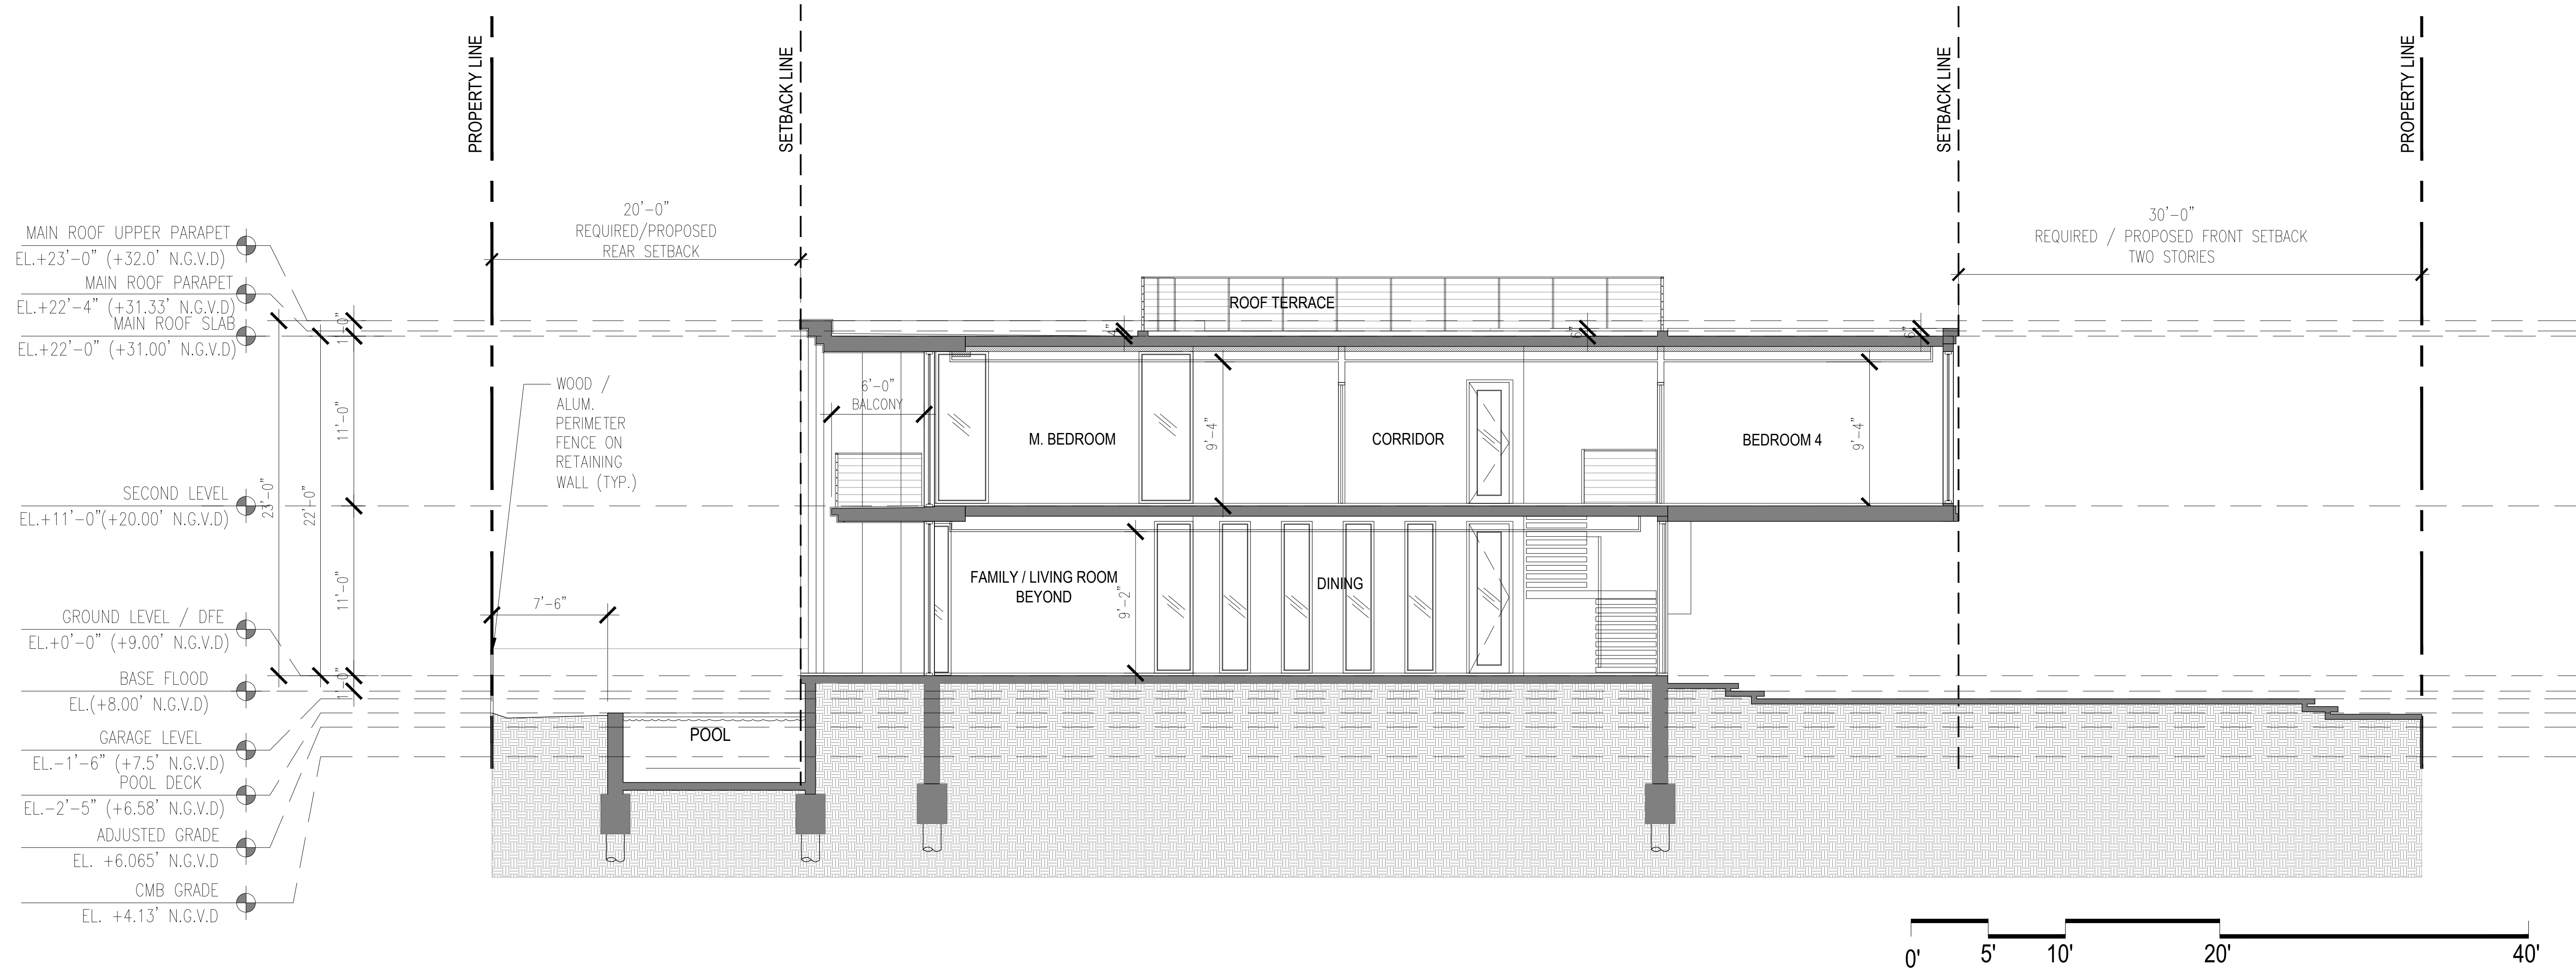 PROPERTY LINE
SETBACK LINE
SETBACK LINE
PROPERTY LINE
20'-0"
REQUIRED/PROPOSED
REAR SETBACK
30'-0"
REQUIRED / PROPOSED FRONT SETBACK
TWO STORIES
MAIN ROOF UPPER PARAPET
EL.+23'-0" (+32.0' N.G.V.D)
MAIN ROOF PARAPET
EL.+22'-4" (+31.33' N.G.V.D)
MAIN ROOF SLAB
EL.+22'-0" (+31.00' N.G.V.D)
SECOND LEVEL
EL.+11'-0"(+20.00' N.G.V.D)
GROUND LEVEL / DFE
EL.+0'-0" (+9.00' N.G.V.D)
BASE FLOOD
EL.(+8.00' N.G.V.D)
GARAGE LEVEL
EL.-1'-6" (+7.5' N.G.V.D)
POOL DECK
EL.-2'-5" (+6.58' N.G.V.D)
ADJUSTED GRADE
EL. +6.065' N.G.V.D
CMB GRADE
EL. +4.13' N.G.V.D
23'-0"
22'-0"
1'-0"
11'-0"
11'-0"
1'-0"
WOOD /
ALUM.
PERIMETER
FENCE ON
RETAINING
WALL (TYP.)
7'-6"
6'-0"
BALCONY
ROOF TERRACE
4"
6"
6"
M. BEDROOM
9'-4"
CORRIDOR
BEDROOM 4
9'-4"
FAMILY / LIVING ROOM
BEYOND
9'-2"
DINING
POOL
0'
5'
10'
20'
40'